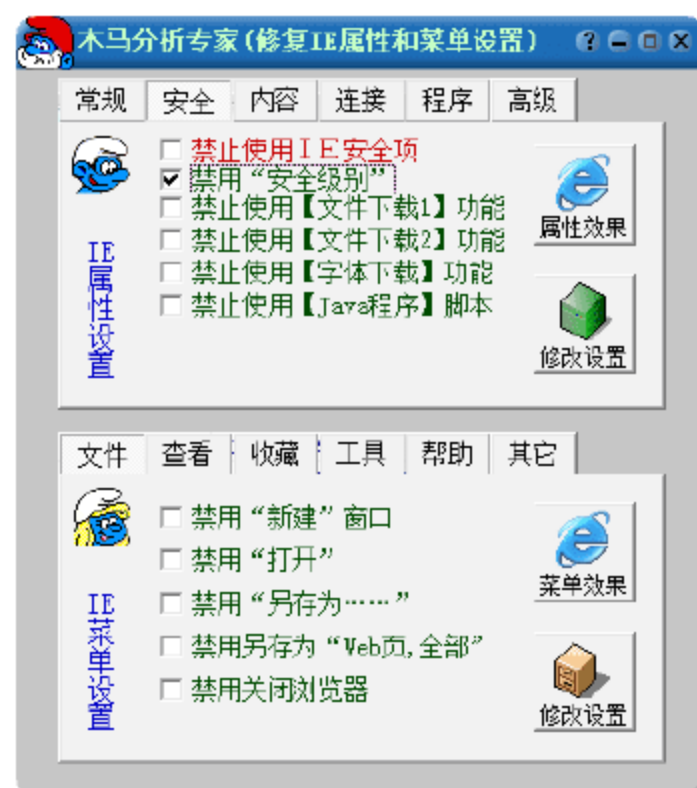 木马分析专家(修复IE属性和菜单设置)
常规 安全 内容 连接 程序 高级
禁止使用ＩＥ安全项
禁用“安全级别”
禁止使用【文件下载1】功能
禁止使用【文件下载2】功能
禁止使用【字体下载】功能
禁止使用【Java程序】脚本
IE属性设置
属性效果
修改设置
文件 查看 收藏 工具 帮助 其它
禁用“新建”窗口
禁用“打开”
禁用“另存为……”
禁用另存为“Web页,全部”
禁用关闭浏览器
IE菜单设置
菜单效果
修改设置